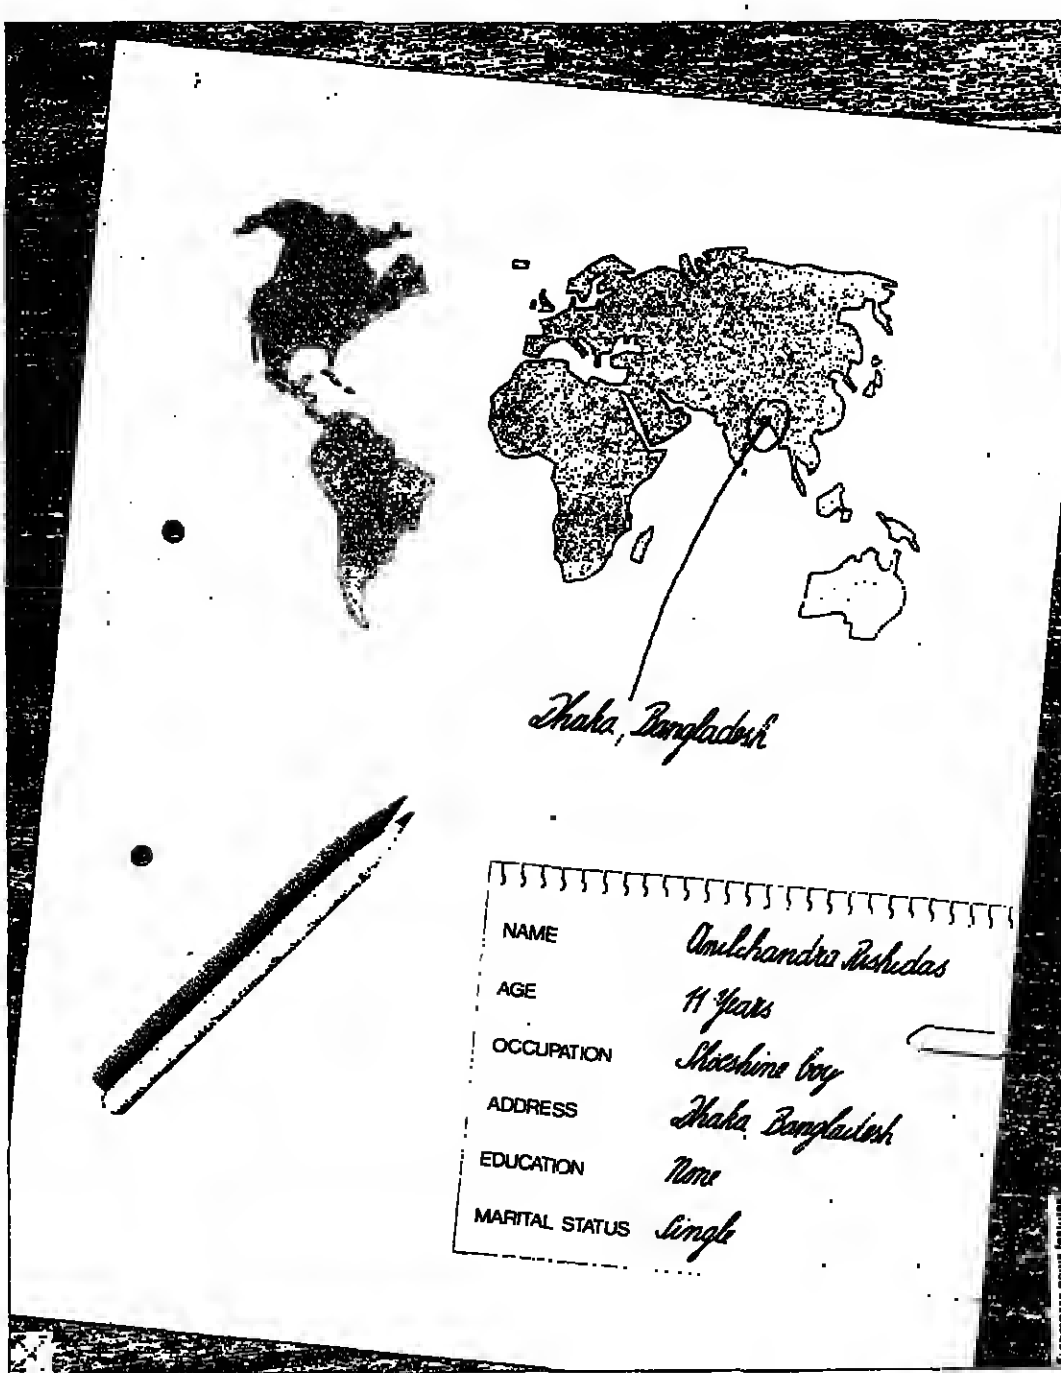 Dhaka, Bangladesh
NAME Anilchandra Rishidas
AGE 11 Years
OCCUPATION Shoeshine boy
ADDRESS Dhaka, Bangladesh
EDUCATION None
MARITAL STATUS Single